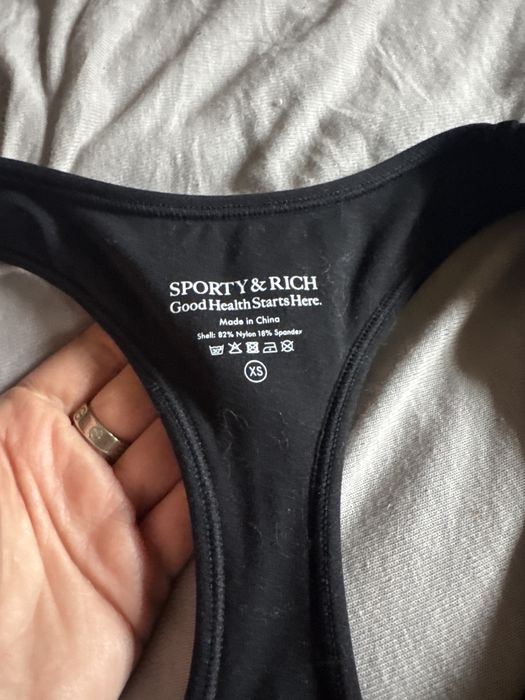 SPORTY & RICH
Good Health Starts Here.
Made in China
Shell: 82% Nylon 18% Spandex
XS